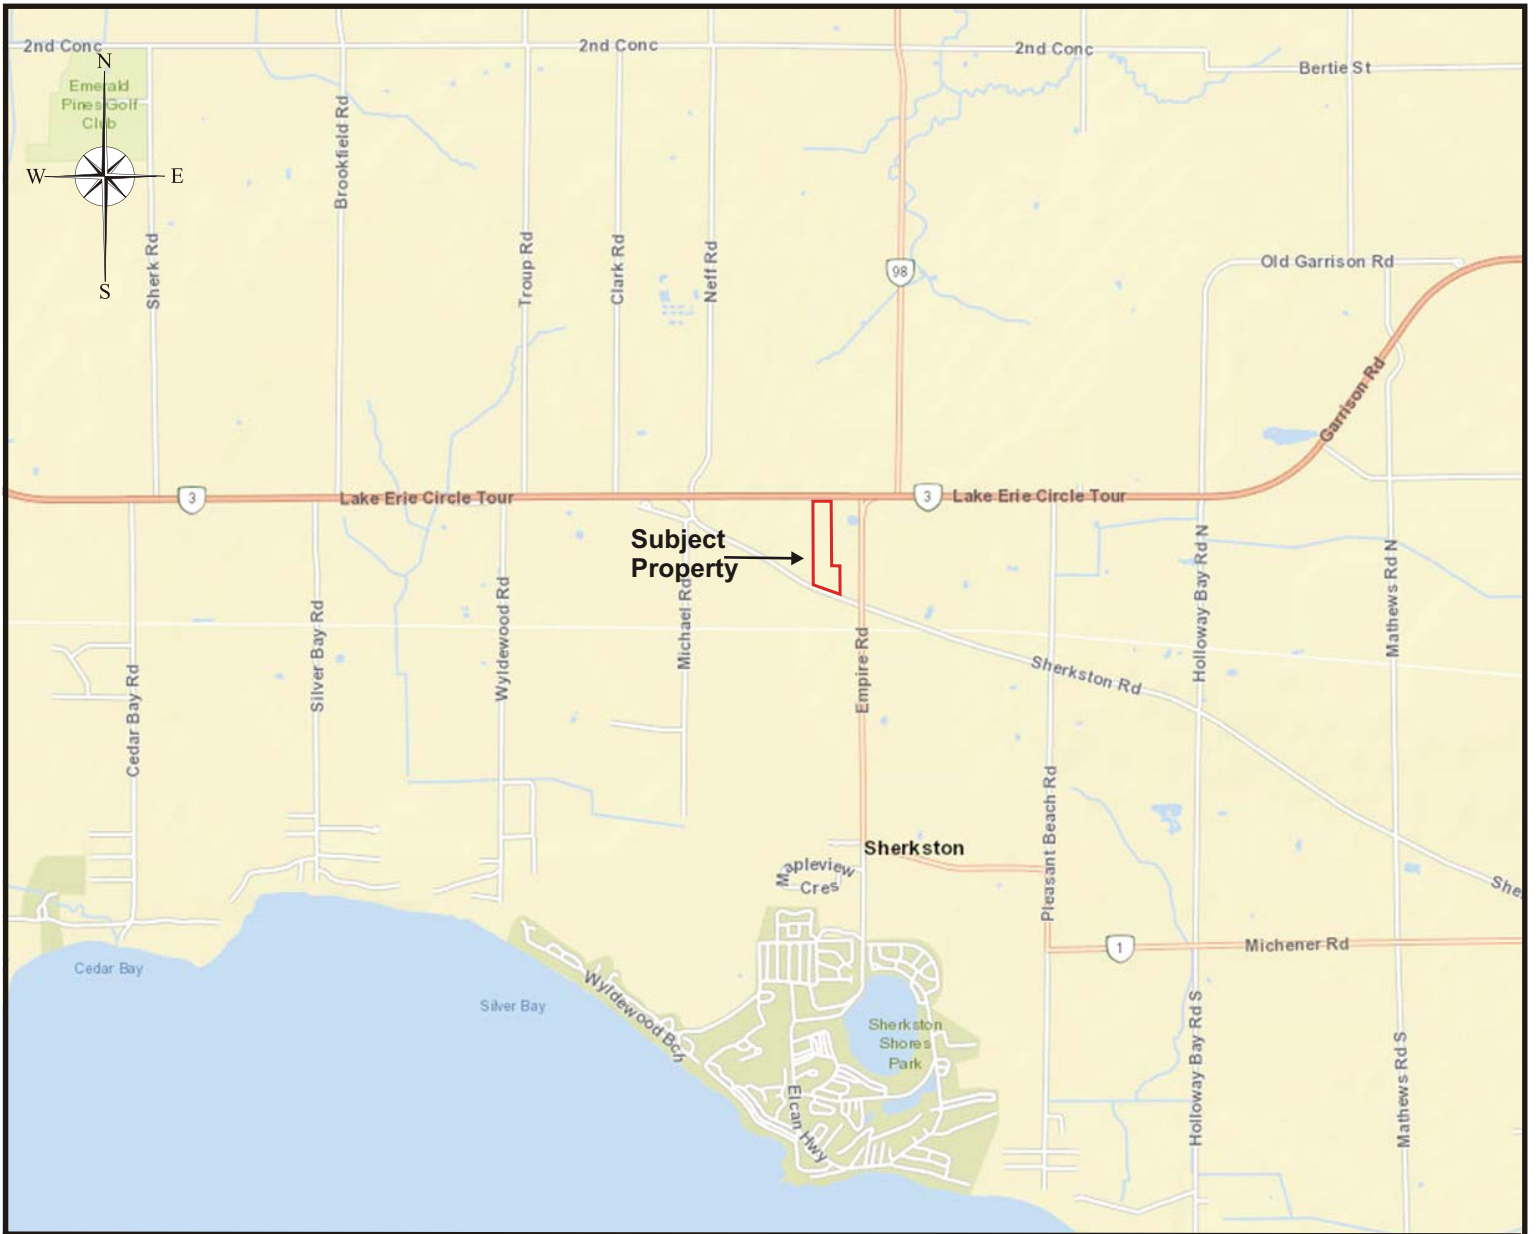 2nd Conc
2nd Conc
2nd Conc
Bertie St
N
W
E
S
Emerald
Pines Golf
Club
Sherk Rd
Brookfield Rd
Troup Rd
Clark Rd
Neff Rd
98
Old Garrison Rd
Garrison Rd
3
Lake Erie Circle Tour
3
Lake Erie Circle Tour
Subject
Property
Cedar Bay Rd
Silver Bay Rd
Wyldewood Rd
Michael Rd
Empire Rd
Sherkston Rd
Holloway Bay Rd N
Mathews Rd N
Pleasant Beach Rd
Sherkston
Mapleview
Cres
She
1
Michener Rd
Cedar Bay
Silver Bay
Wyldewood Bch
Sherkston
Shores
Park
Elcan Hwy
Holloway Bay Rd S
Mathews Rd S